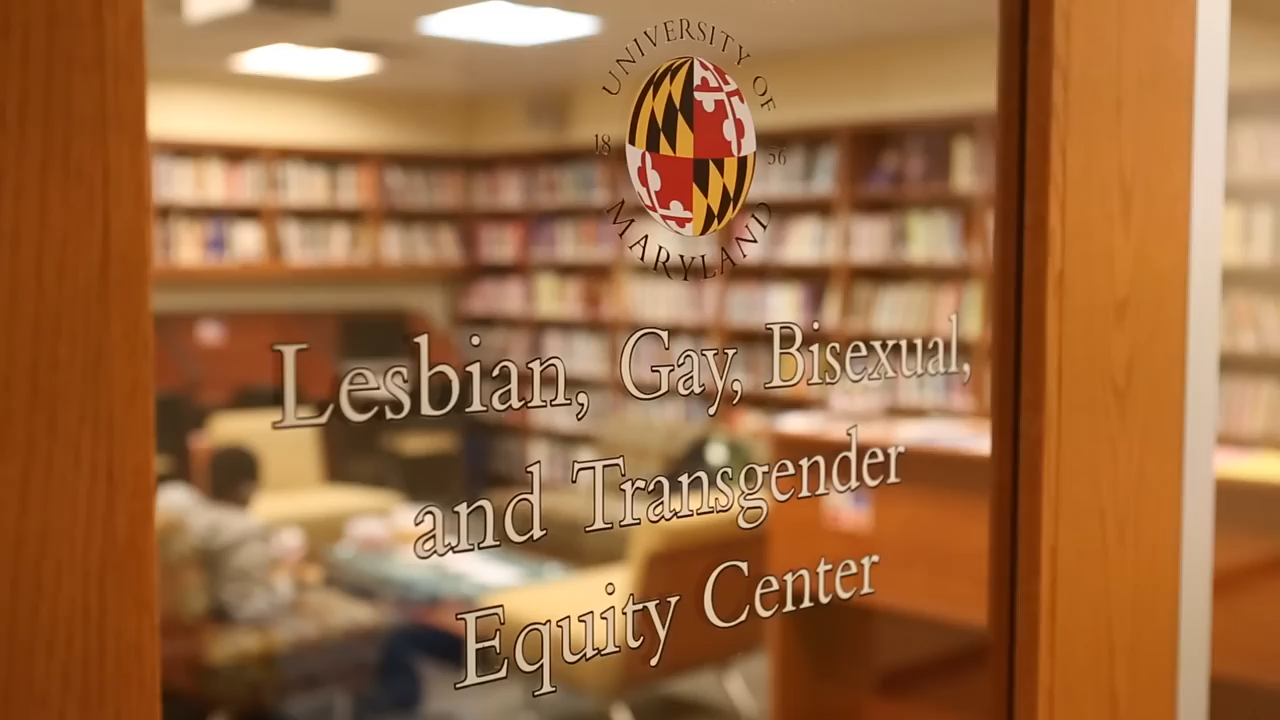 UNIVERSITY OF
18 56
MARYLAND
Lesbian, Gay, Bisexual,
and Transgender
Equity Center